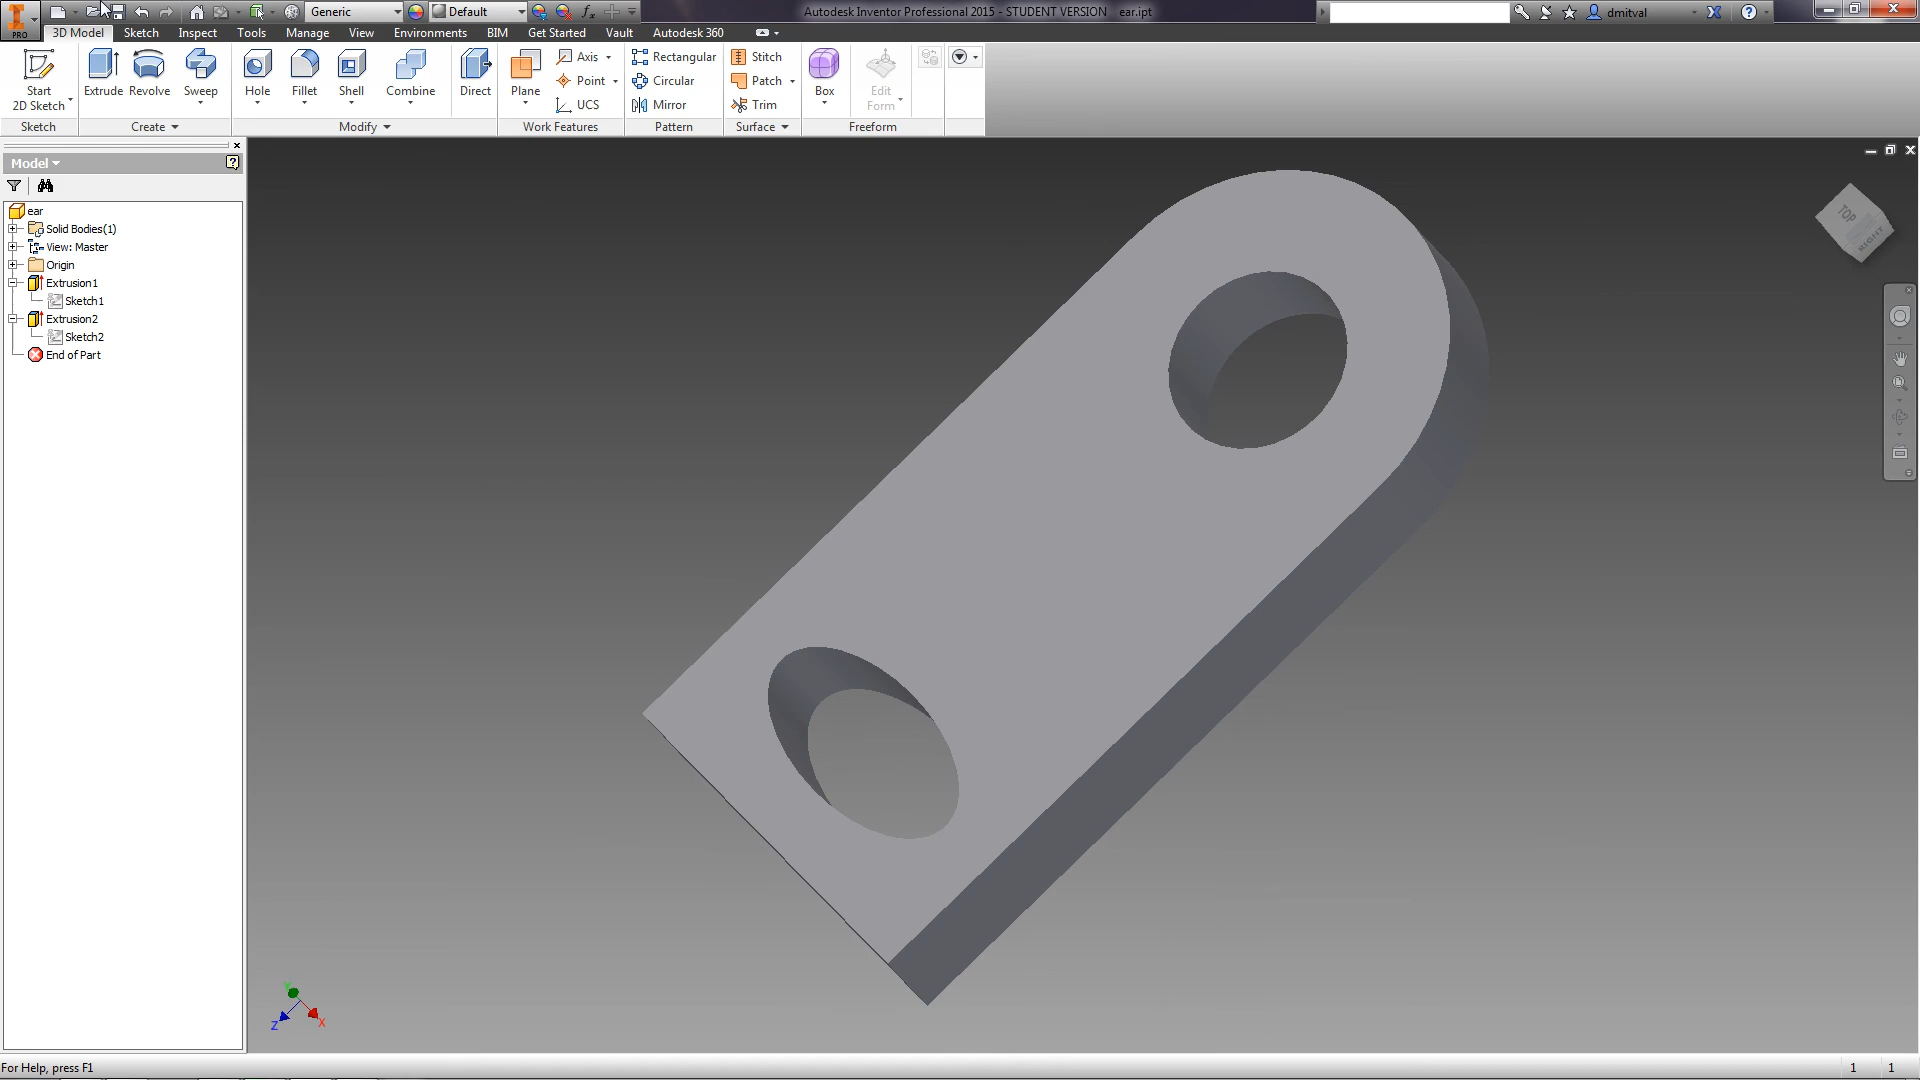 Generic
Default
Autodesk Inventor Professional 2015 - STUDENT VERSION ear.ipt
dmitval
PRO
3D Model Sketch Inspect Tools Manage View Environments BIM Get Started Vault Autodesk 360
Start 2D Sketch
Extrude
Revolve
Sweep
Hole
Fillet
Shell
Combine
Direct
Plane
Axis
Point
UCS
Rectangular
Circular
Mirror
Stitch
Patch
Trim
Box
Edit Form
Sketch
Create
Modify
Work Features
Pattern
Surface
Freeform
Model
ear
Solid Bodies(1)
View: Master
Origin
Extrusion1
Sketch1
Extrusion2
Sketch2
End of Part
TOP
RIGHT
Z
X
For Help, press F1
1 1